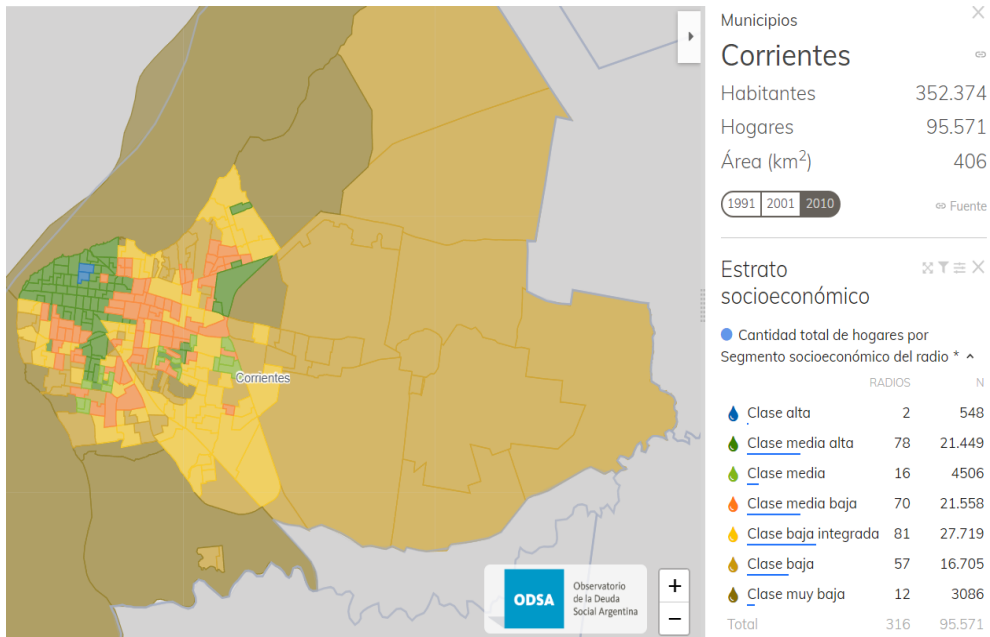 Municipios
Corrientes
Habitantes 352.374
Hogares 95.571
Área (km²) 406
1991 2001 2010 Fuente
Estrato
socioeconómico
Cantidad total de hogares por
Segmento socioeconómico del radio *
RADIOS N
Clase alta 2 548
Clase media alta 78 21.449
Clase media 16 4506
Clase media baja 70 21.558
Clase baja integrada 81 27.719
Clase baja 57 16.705
Clase muy baja 12 3086
Total 316 95.571
Corrientes
ODSA
Observatorio
de la Deuda
Social Argentina
+
−